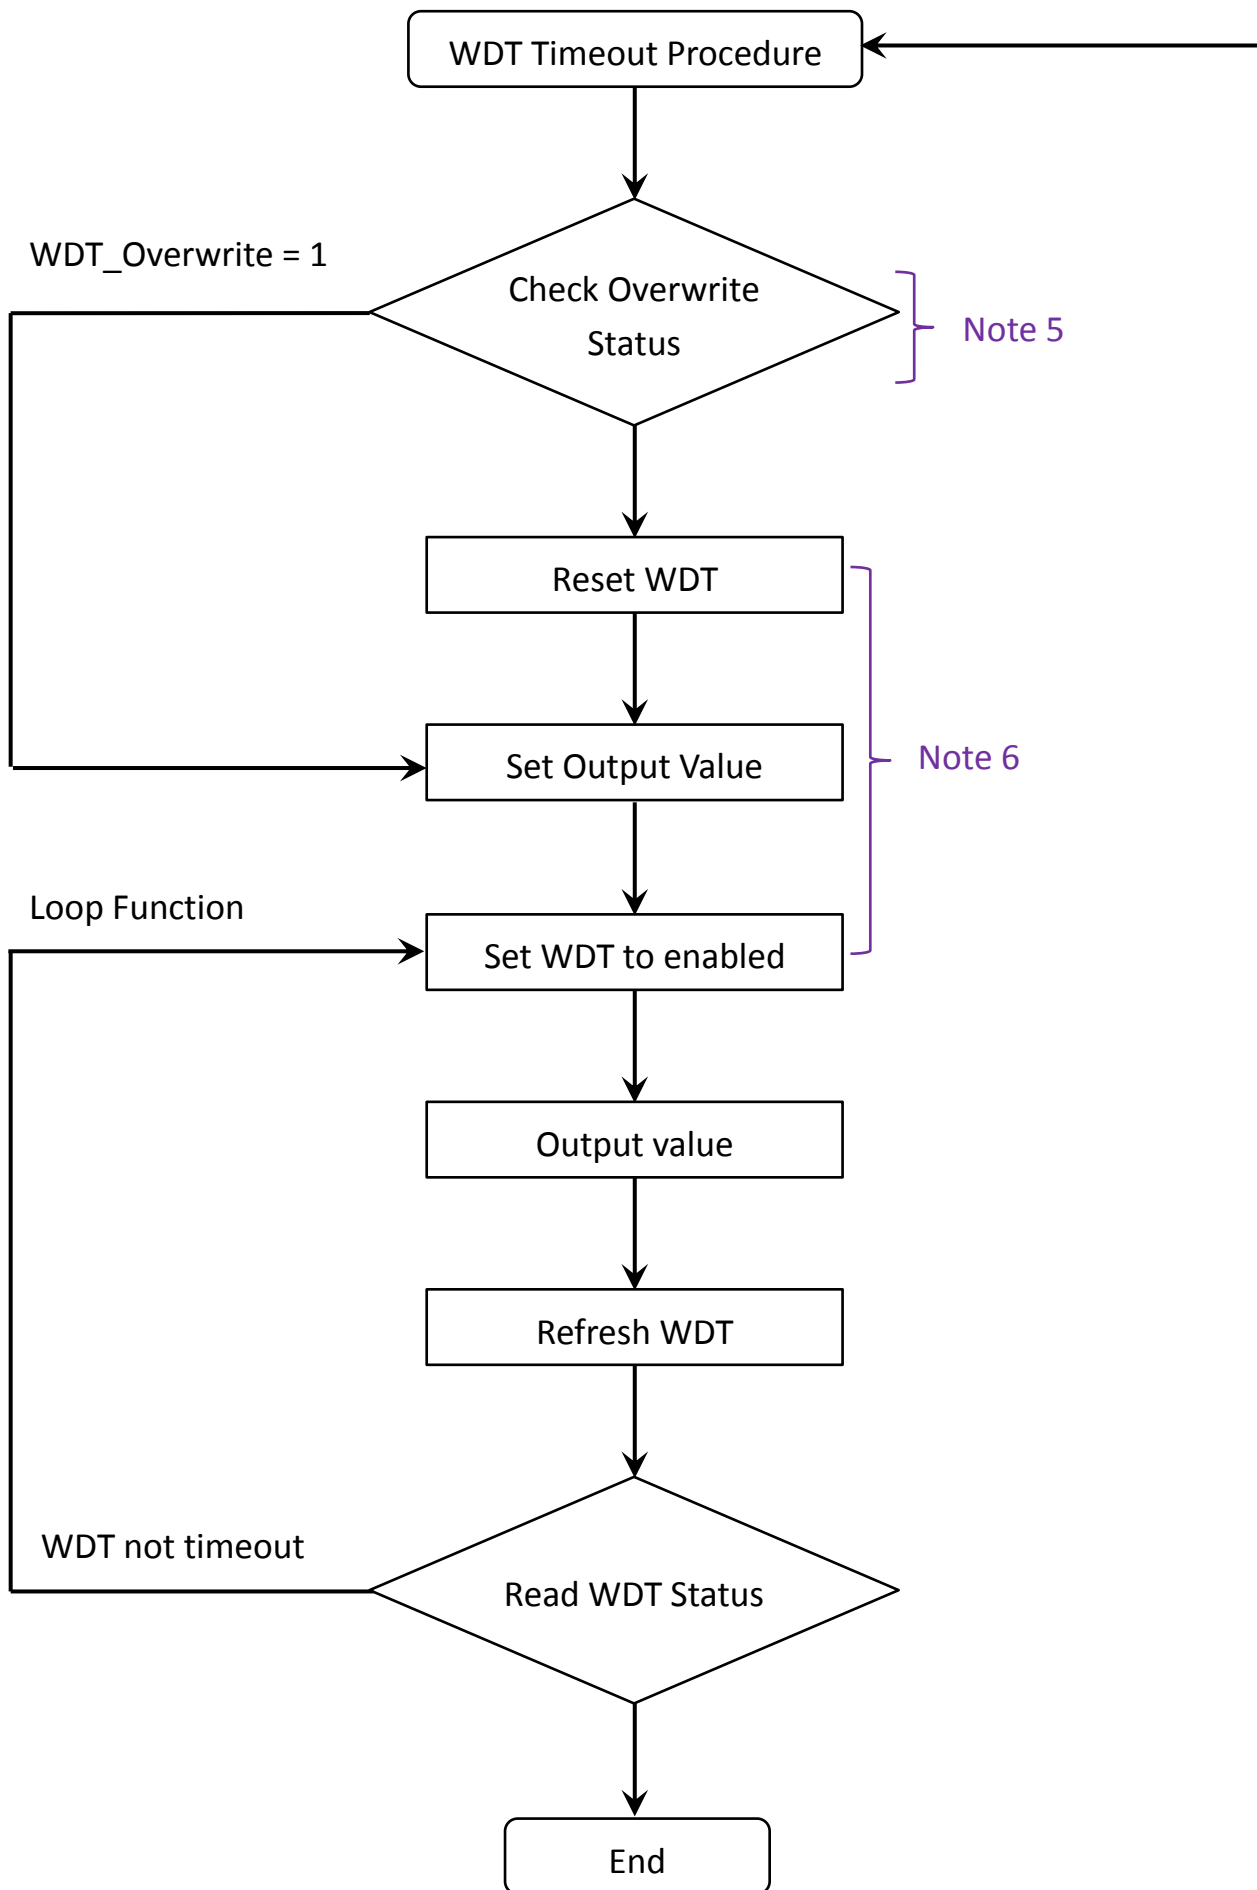 WDT Timeout Procedure
WDT_Overwrite = 1
Check Overwrite
Status
Note 5
Reset WDT
Set Output Value
Note 6
Loop Function
Set WDT to enabled
Output value
Refresh WDT
WDT not timeout
Read WDT Status
End